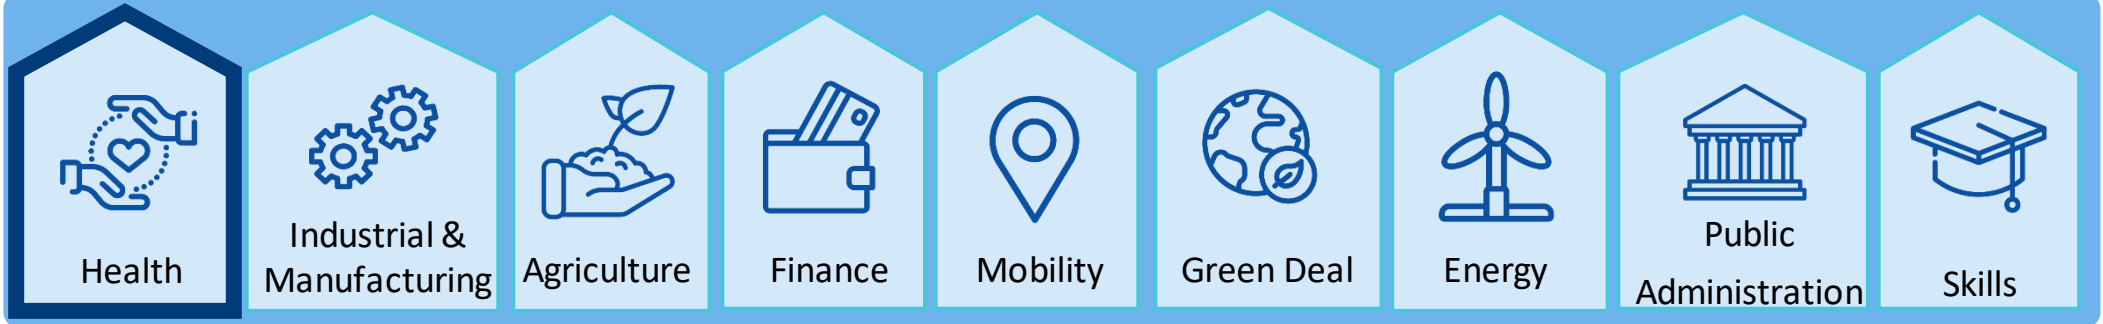 Health
Industrial &
Manufacturing
Agriculture
Finance
Mobility
Green Deal
Energy
Public
Administration
Skills